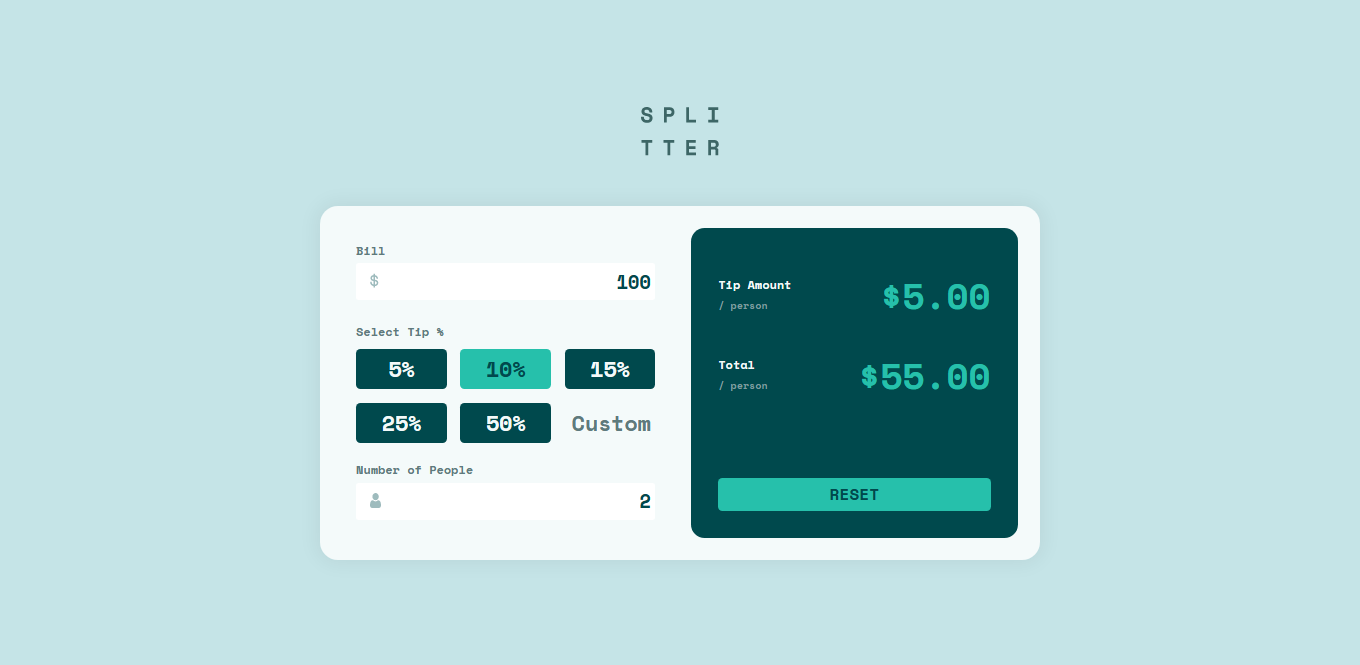 SPLI
TTER
Bill
$ 100
Select Tip %
5% 10% 15%
25% 50% Custom
Number of People
2
Tip Amount
/ person
$5.00
Total
/ person
$55.00
RESET